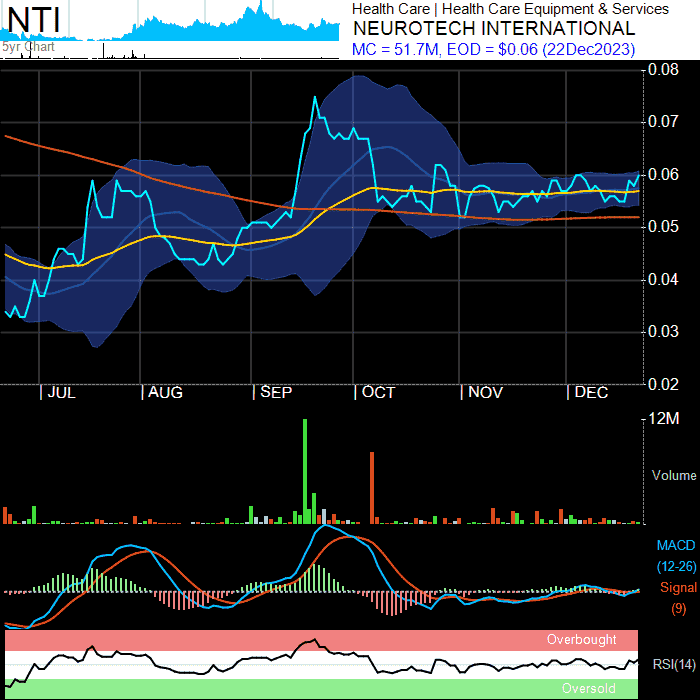 NTI
5yr Chart
Health Care | Health Care Equipment & Services
NEUROTECH INTERNATIONAL
MC = 51.7M, EOD = $0.06 (22Dec2023)
0.08
0.07
0.06
0.05
0.04
0.03
0.02
| JUL | AUG | SEP | OCT | NOV | DEC
12M
Volume
MACD
(12-26)
Signal
(9)
Overbought
RSI(14)
Oversold